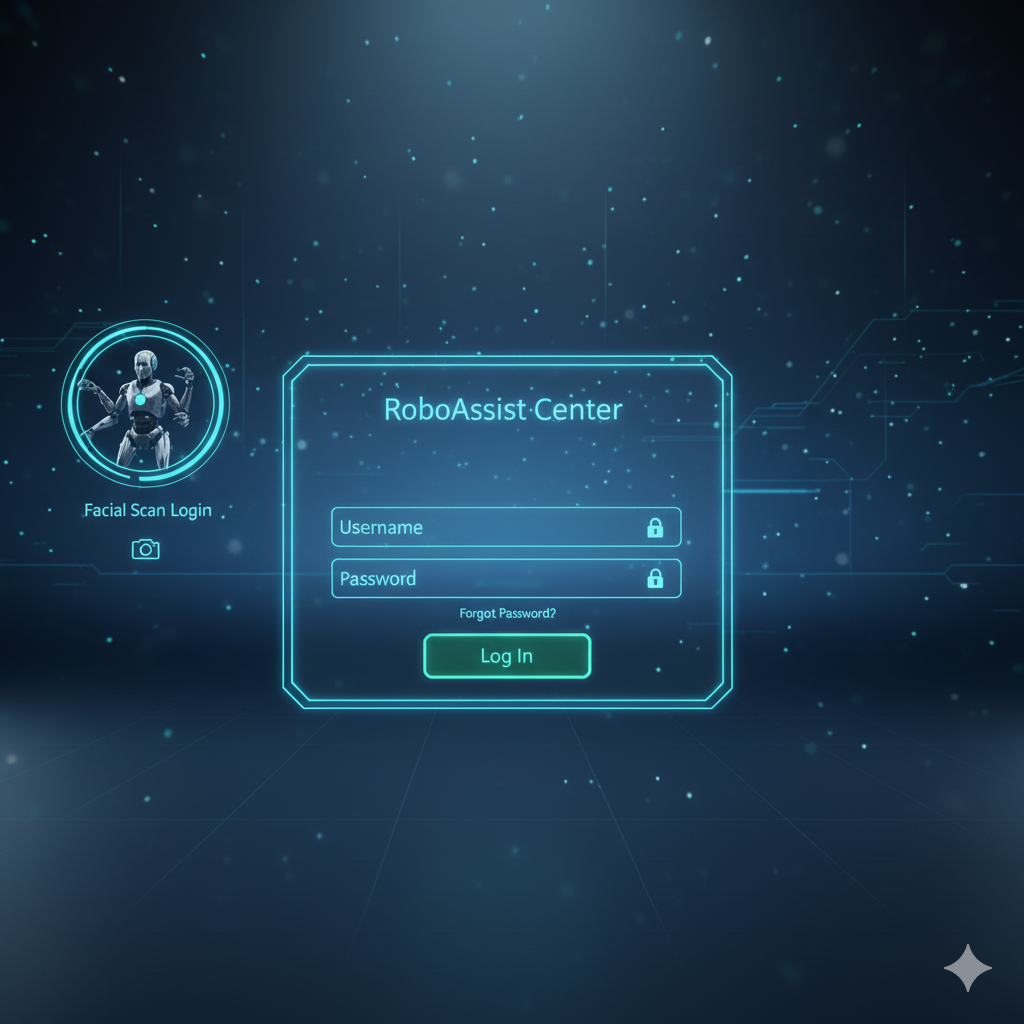 RoboAssist Center
Facial Scan Login
Username
Password
Forgot Password?
Log In